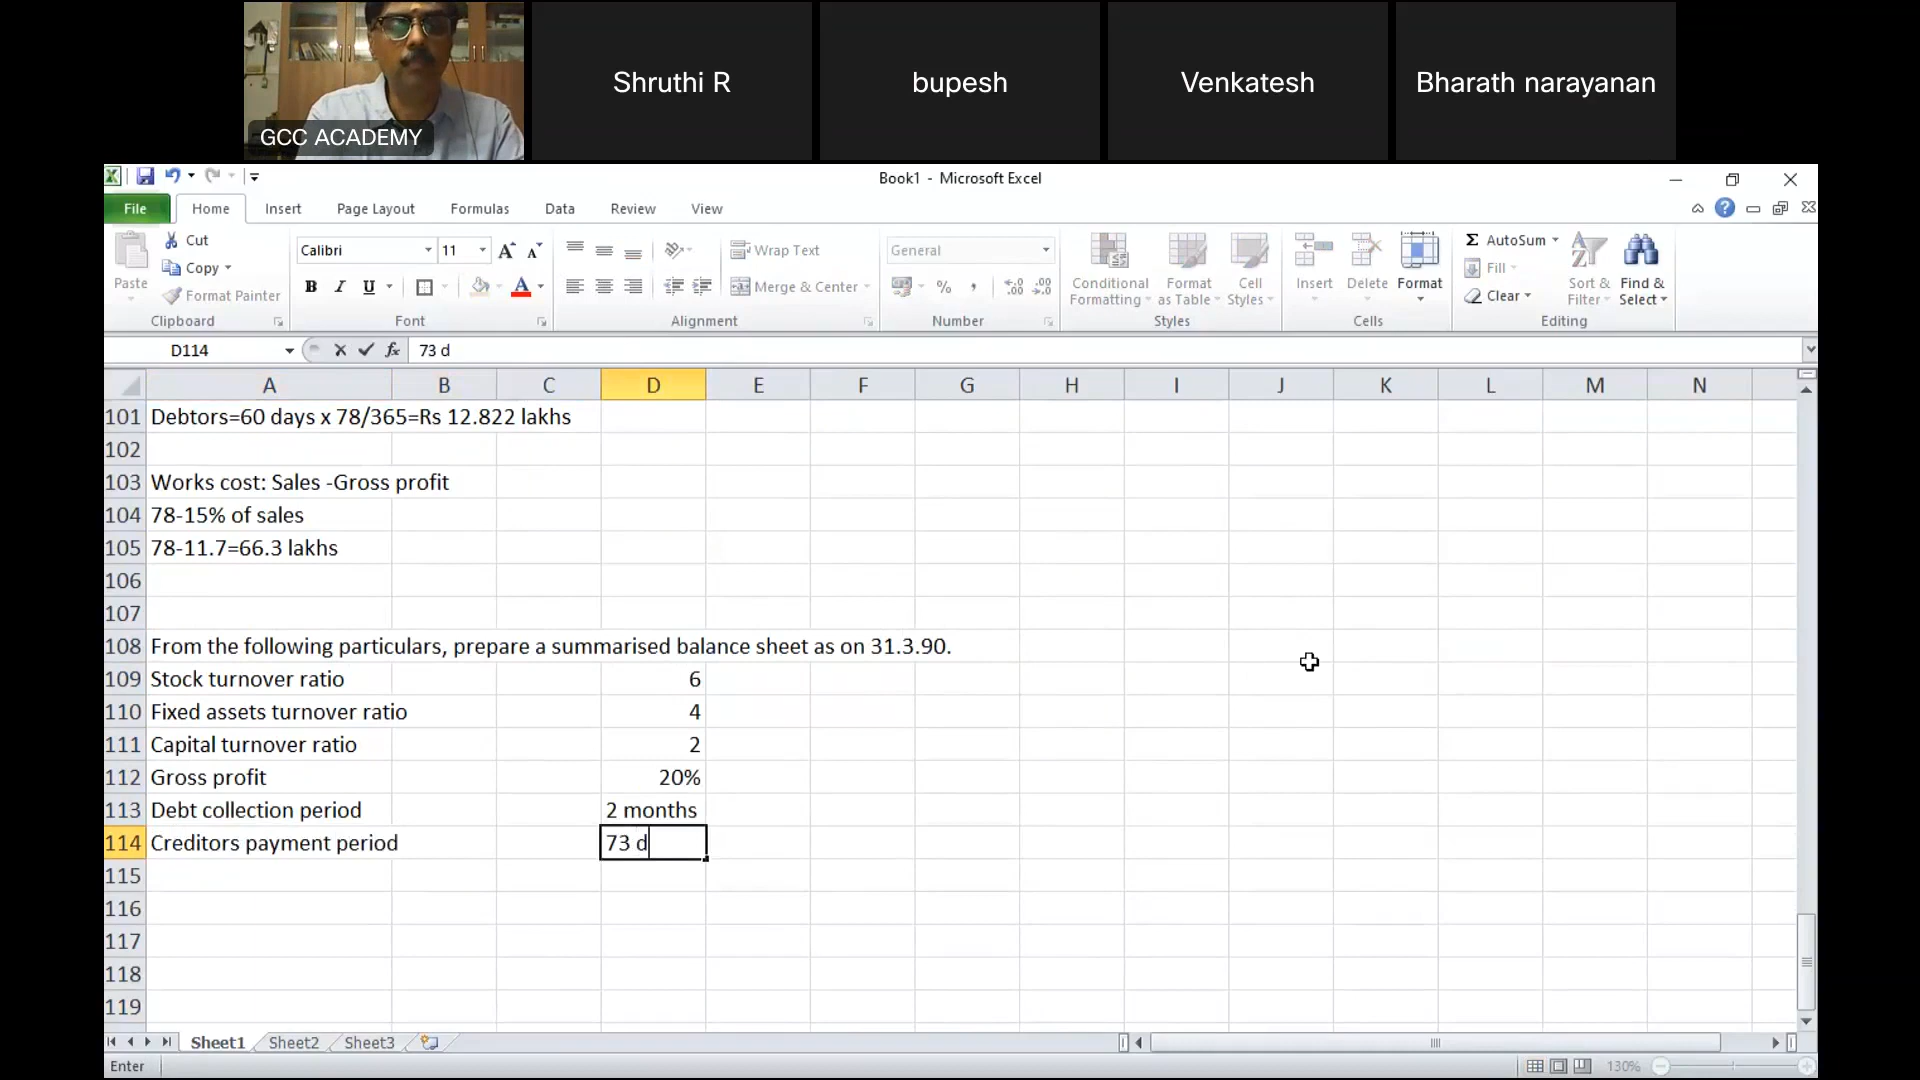 GCC ACADEMY
Shruthi R
bupesh
Venkatesh
Bharath narayanan
Book1 - Microsoft Excel
File Home Insert Page Layout Formulas Data Review View
Paste
Cut
Copy
Format Painter
Clipboard
Calibri 11
B I U
Font
Wrap Text
Merge & Center
Alignment
General
%
Number
Conditional Formatting
Format as Table
Cell Styles
Styles
Insert Delete Format
Cells
AutoSum
Fill
Clear
Sort & Filter
Find & Select
Editing
D114 fx 73 d
A B C D E F G H I J K L M N
101 Debtors=60 days x 78/365=Rs 12.822 lakhs
102
103 Works cost: Sales -Gross profit
104 78-15% of sales
105 78-11.7=66.3 lakhs
106
107
108 From the following particulars, prepare a summarised balance sheet as on 31.3.90.
109 Stock turnover ratio 6
110 Fixed assets turnover ratio 4
111 Capital turnover ratio 2
112 Gross profit 20%
113 Debt collection period 2 months
114 Creditors payment period 73 d
115
116
117
118
119
Sheet1 Sheet2 Sheet3
Enter 130%